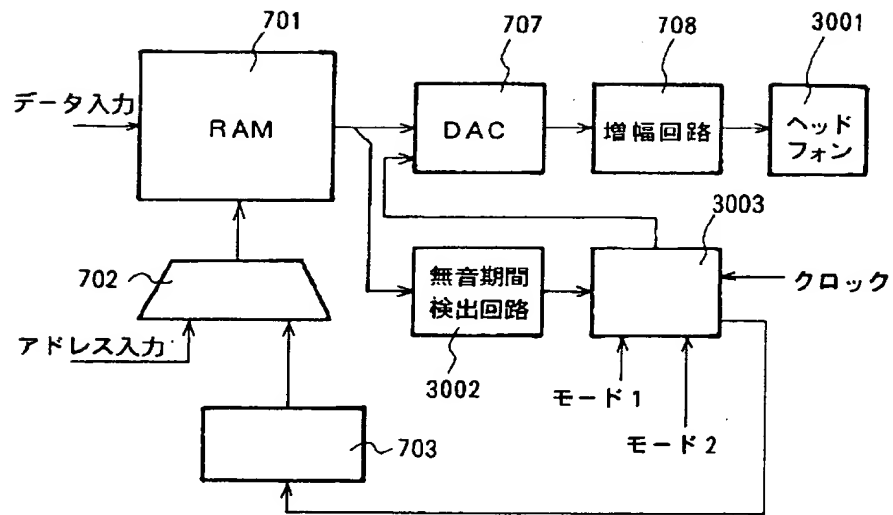 701
707
708
3001
データ入力
RAM
DAC
増幅回路
ヘッド
フォン
3003
702
無音期間
検出回路
クロック
アドレス入力
3002
モード1
モード2
703